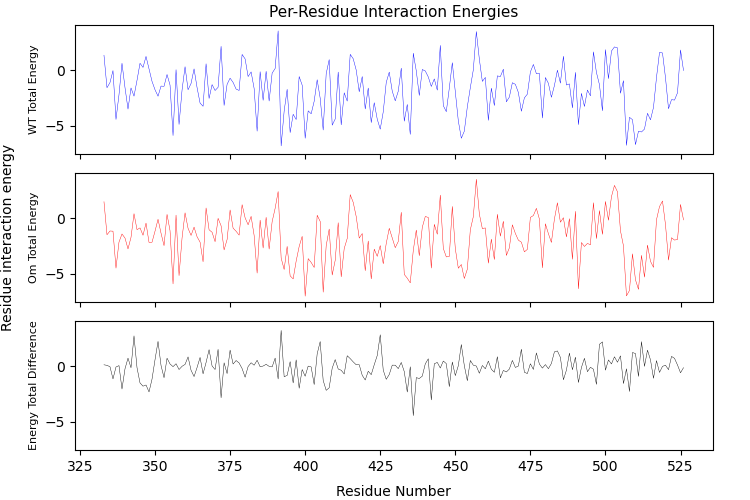 Per-Residue Interaction Energies
Residue interaction energy
WT Total Energy
0
−5
Om Total Energy
0
−5
Energy Total Difference
0
−5
325 350 375 400 425 450 475 500 525
Residue Number